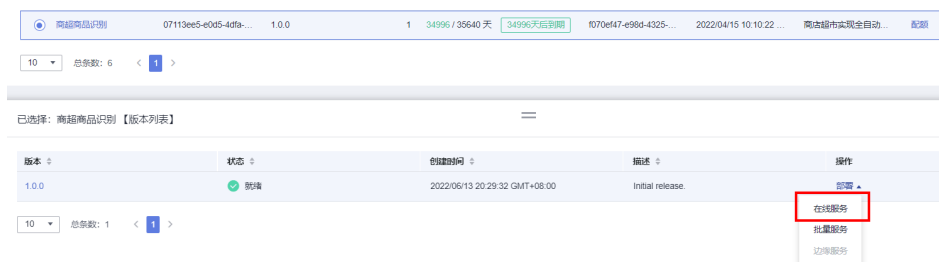 商超商品识别 07113ee5-e0d5-4dfa-... 1.0.0 1 34996 / 35640 天 34996天后到期 f070ef47-e98d-4325-... 2022/04/15 10:10:22 ... 商店超市实现全自动... 配额
10 总条数: 6 < 1 >
已选择: 商超商品识别 【版本列表】
版本 状态 创建时间 描述 操作
1.0.0 就绪 2022/06/13 20:29:32 GMT+08:00 Initial release. 部署
在线服务
10 总条数: 1 < 1 >
批量服务
边缘服务